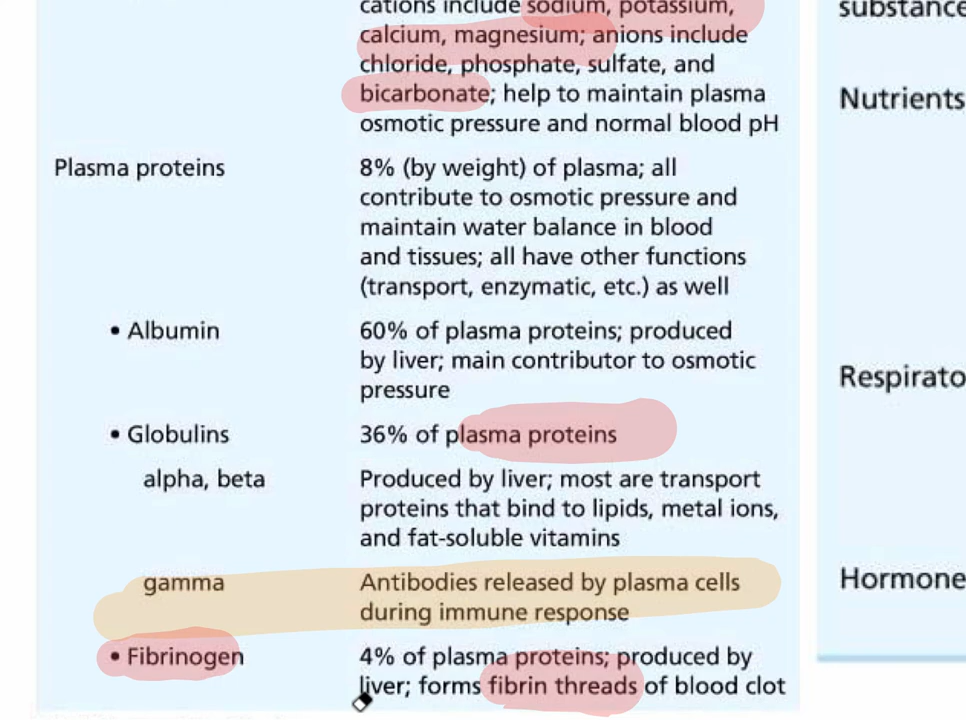 cations include sodium, potassium,
calcium, magnesium; anions include
chloride, phosphate, sulfate, and
bicarbonate; help to maintain plasma
osmotic pressure and normal blood pH
Plasma proteins
8% (by weight) of plasma; all
contribute to osmotic pressure and
maintain water balance in blood
and tissues; all have other functions
(transport, enzymatic, etc.) as well
• Albumin
60% of plasma proteins; produced
by liver; main contributor to osmotic
pressure
• Globulins
36% of plasma proteins
alpha, beta
Produced by liver; most are transport
proteins that bind to lipids, metal ions,
and fat-soluble vitamins
gamma
Antibodies released by plasma cells
during immune response
• Fibrinogen
4% of plasma proteins; produced by
liver; forms fibrin threads of blood clot
substance
Nutrients
Respirato
Hormone